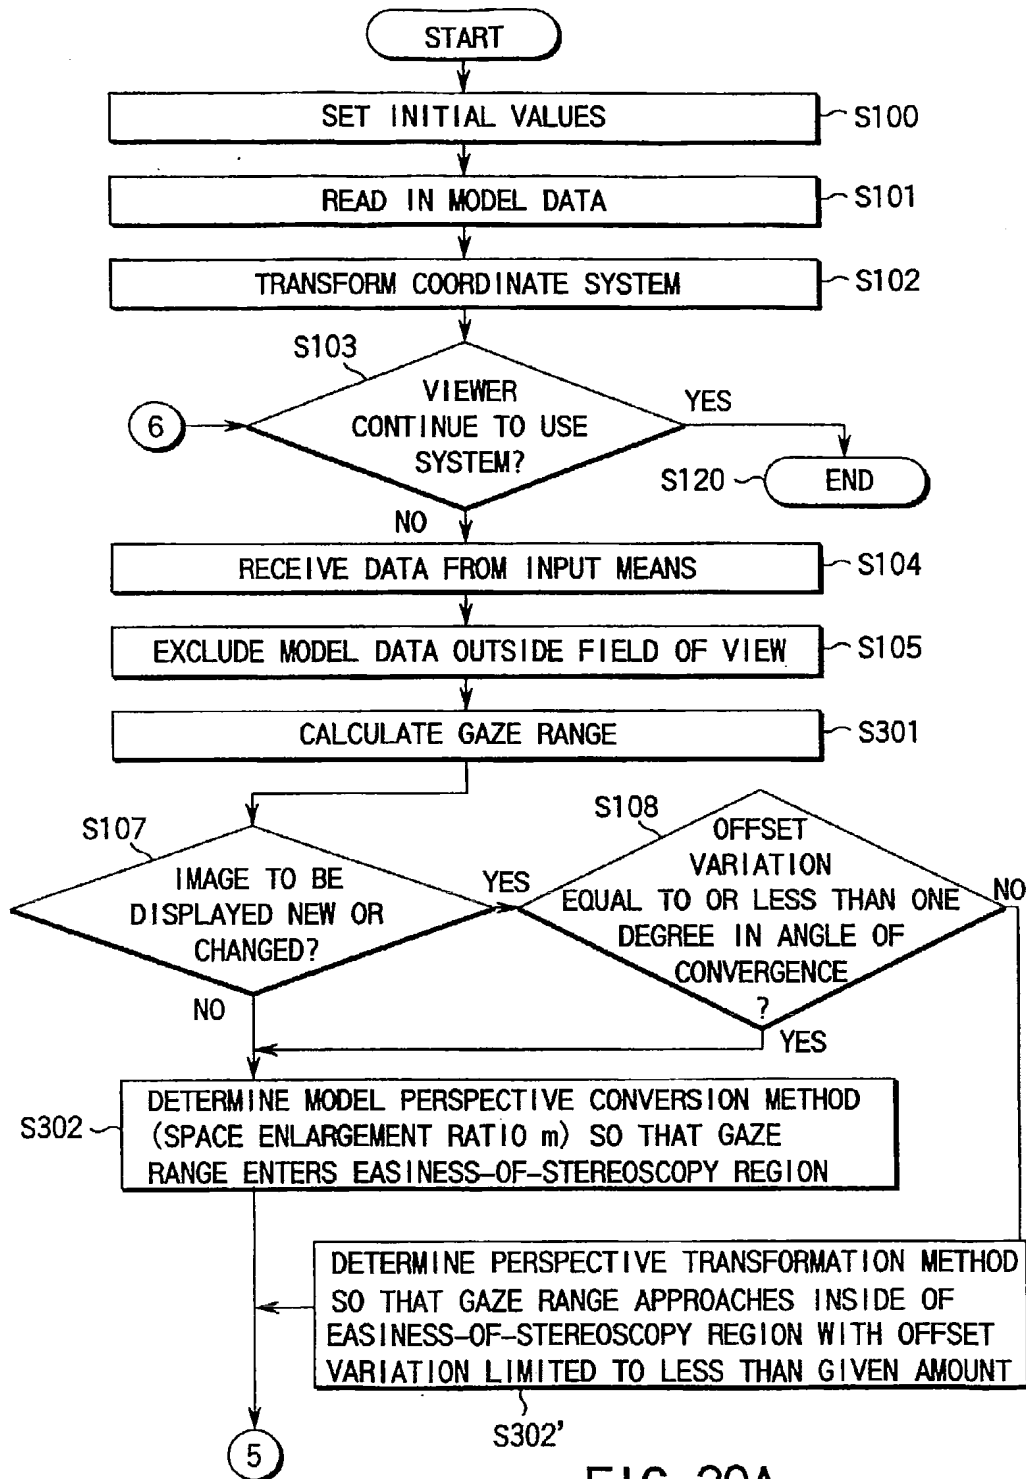 START
SET INITIAL VALUES
S100
READ IN MODEL DATA
S101
TRANSFORM COORDINATE SYSTEM
S102
S103
VIEWER
CONTINUE TO USE
SYSTEM?
6
YES
S120
END
NO
RECEIVE DATA FROM INPUT MEANS
S104
EXCLUDE MODEL DATA OUTSIDE FIELD OF VIEW
S105
CALCULATE GAZE RANGE
S301
S107
IMAGE TO BE
DISPLAYED NEW OR
CHANGED?
YES
NO
S108
OFFSET
VARIATION
EQUAL TO OR LESS THAN ONE
DEGREE IN ANGLE OF
CONVERGENCE
?
NO
YES
S302
DETERMINE MODEL PERSPECTIVE CONVERSION METHOD
(SPACE ENLARGEMENT RATIO m) SO THAT GAZE
RANGE ENTERS EASINESS-OF-STEREOSCOPY REGION
DETERMINE PERSPECTIVE TRANSFORMATION METHOD
SO THAT GAZE RANGE APPROACHES INSIDE OF
EASINESS-OF-STEREOSCOPY REGION WITH OFFSET
VARIATION LIMITED TO LESS THAN GIVEN AMOUNT
S302'
5